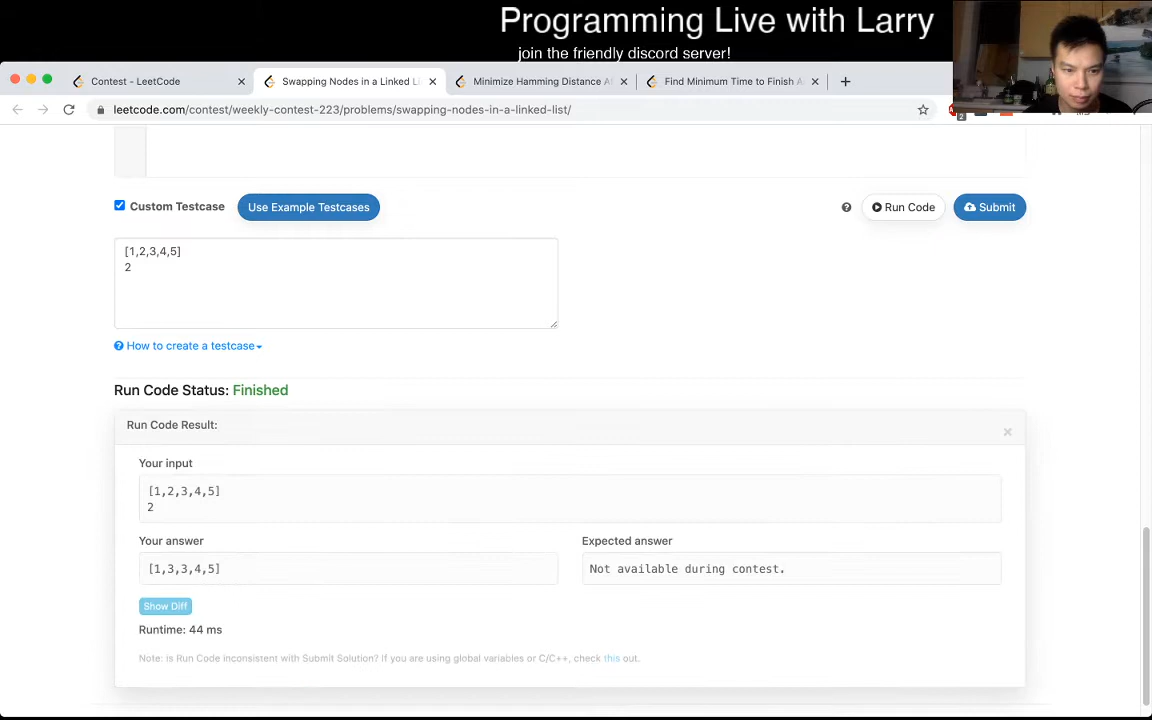 Programming Live with Larry
join the friendly discord server!
Contest - LeetCode
Swapping Nodes in a Linked Li
Minimize Hamming Distance Af
Find Minimum Time to Finish A
leetcode.com/contest/weekly-contest-223/problems/swapping-nodes-in-a-linked-list/
2
Custom Testcase
Use Example Testcases
Run Code
Submit
[1,2,3,4,5]
2
How to create a testcase
Run Code Status: Finished
Run Code Result:
Your input
[1,2,3,4,5]
2
Your answer
Expected answer
[1,3,3,4,5]
Not available during contest.
Show Diff
Runtime: 44 ms
Note: is Run Code inconsistent with Submit Solution? if you are using global variables or C/C++, check this out.